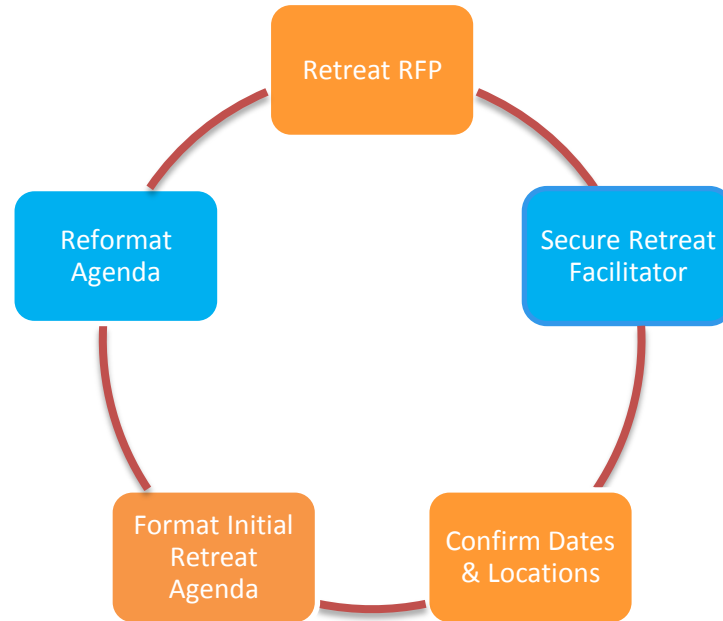 Retreat RFP
Secure Retreat
Facilitator
Confirm Dates
& Locations
Format Initial
Retreat
Agenda
Reformat
Agenda